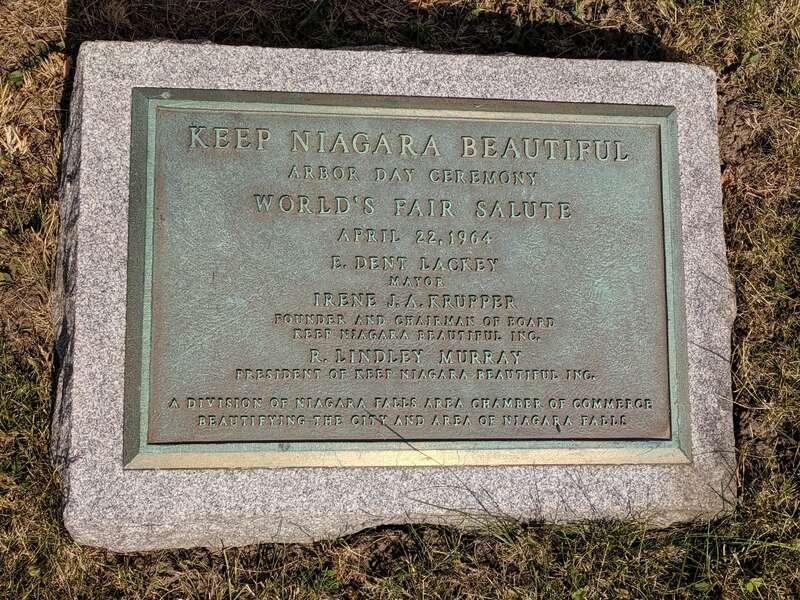 KEEP NIAGARA BEAUTIFUL
ARBOR DAY CEREMONY
WORLD'S FAIR SALUTE
APRIL 22, 1964
E. DENT LACKEY
MAYOR
IRENE J.A. KRUPPER
FOUNDER AND CHAIRMAN OF BOARD
KEEP NIAGARA BEAUTIFUL INC.
R. LINDLEY MURRAY
PRESIDENT OF KEEP NIAGARA BEAUTIFUL INC.
A DIVISION OF NIAGARA FALLS AREA CHAMBER OF COMMERCE
BEAUTIFYING THE CITY AND AREA OF NIAGARA FALLS